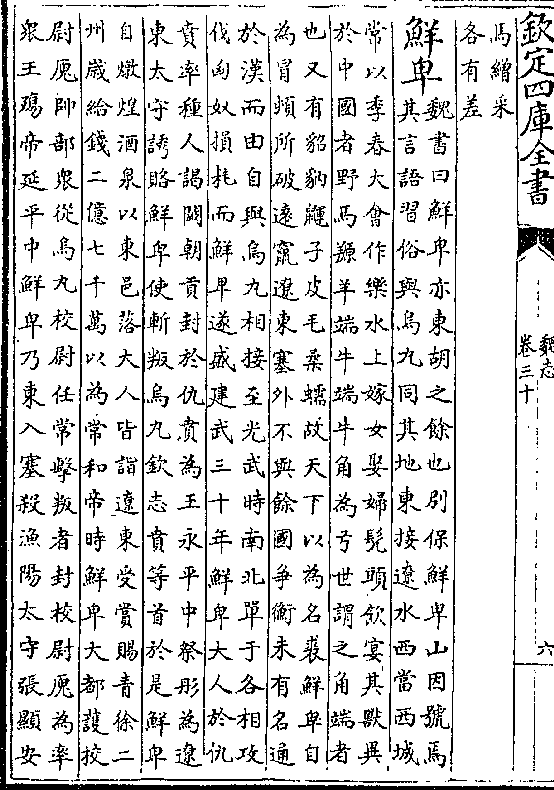 欽定四庫全書
魏志
卷三十
六
馬繒采
各有差
鮮卑
魏書曰鮮卑亦東胡之餘也別保鮮卑山因號焉
其言語習俗與烏丸同其地東接遼水西當西城
常以季春大會作樂水上嫁女娶婦髠頭飲宴其獸異
於中國者野馬羱羊端牛端牛角為弓世謂之角端者
也又有貂豽鼲子皮毛柔蠕故天下以為名裘鮮卑自
為冒頓所破遠竄遼東塞外不與餘國爭衡未有名通
於漢而由自與烏丸相接至光武時南北單于各相攻
伐匈奴損耗而鮮卑遂盛建武三十年鮮卑大人於仇
賁率種人詣闕朝貢封於仇賁為王永平中祭肜為遼
東太守誘賂鮮卑使斬叛烏丸欽志賁等首於是鮮卑
自燉煌酒泉以東邑落大人皆詣遼東受賞賜青徐二
州歲給錢二億七千萬以為常和帝時鮮卑大都護校
尉廆帥部衆從烏丸校尉任常擊叛者封校尉廆為率
衆王殤帝延平中鮮卑乃東入塞殺漁陽太守張顯安